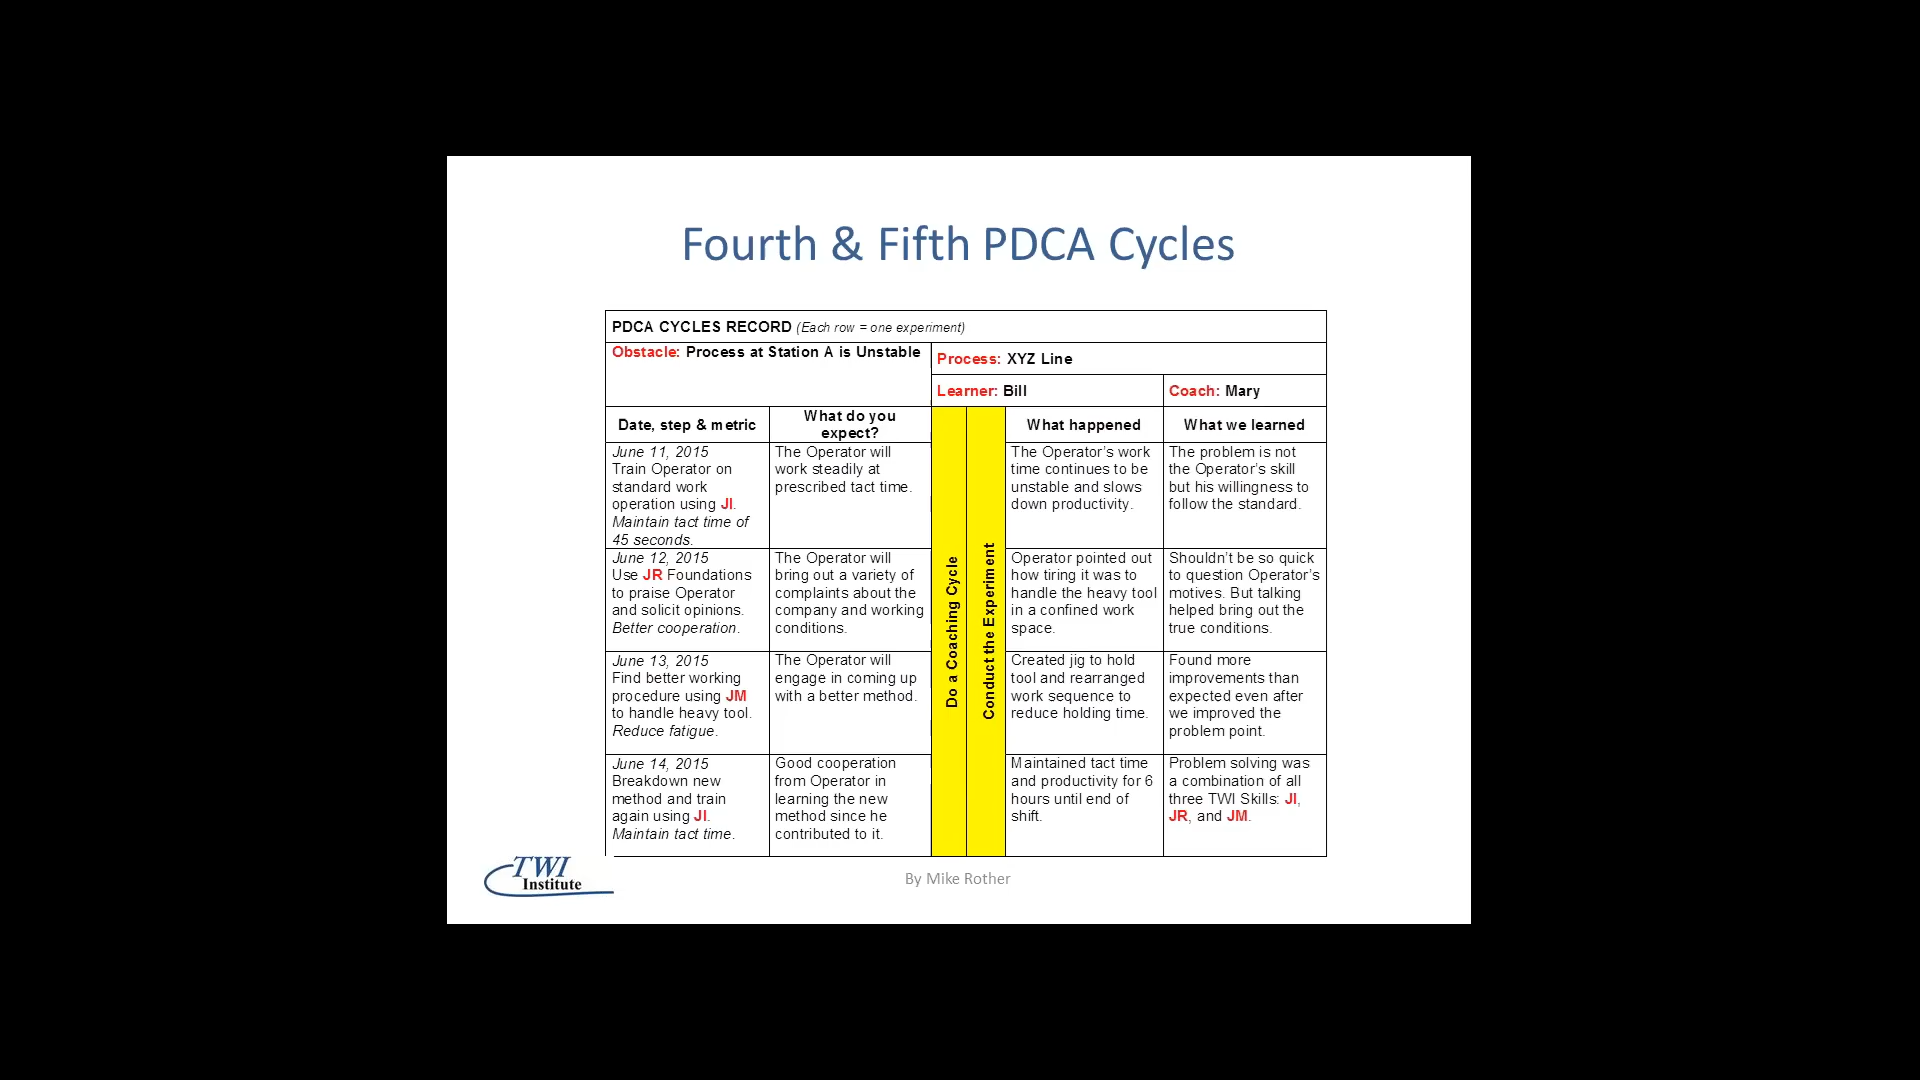 Fourth & Fifth PDCA Cycles
PDCA CYCLES RECORD (Each row = one experiment)
Obstacle: Process at Station A is Unstable
Process: XYZ Line
Learner: Bill
Coach: Mary
Date, step & metric
What do you
expect?
Do a Coaching Cycle
Conduct the Experiment
What happened
What we learned
June 11, 2015
Train Operator on
standard work
operation using JI.
Maintain tact time of
45 seconds.
The Operator will
work steadily at
prescribed tact time.
The Operator's work
time continues to be
unstable and slows
down productivity.
The problem is not
the Operator's skill
but his willingness to
follow the standard.
June 12, 2015
Use JR Foundations
to praise Operator
and solicit opinions.
Better cooperation.
The Operator will
bring out a variety of
complaints about the
company and working
conditions.
Operator pointed out
how tiring it was to
handle the heavy tool
in a confined work
space.
Shouldn't be so quick
to question Operator's
motives. But talking
helped bring out the
true conditions.
June 13, 2015
Find better working
procedure using JM
to handle heavy tool.
Reduce fatigue.
The Operator will
engage in coming up
with a better method.
Created jig to hold
tool and rearranged
work sequence to
reduce holding time.
Found more
improvements than
expected even after
we improved the
problem point.
June 14, 2015
Breakdown new
method and train
again using JI.
Maintain tact time.
Good cooperation
from Operator in
learning the new
method since he
contributed to it.
Maintained tact time
and productivity for 6
hours until end of
shift.
Problem solving was
a combination of all
three TWI Skills: JI,
JR, and JM.
TWI
Institute
By Mike Rother